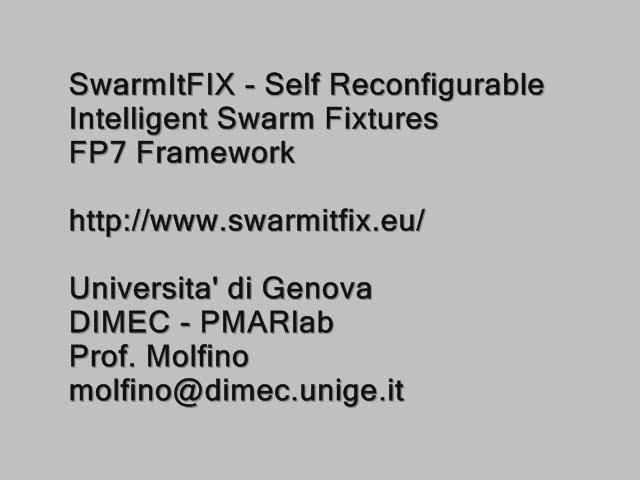 SwarmItFIX - Self Reconfigurable
Intelligent Swarm Fixtures
FP7 Framework
http://www.swarmitfix.eu/
Universita' di Genova
DIMEC - PMARlab
Prof. Molfino
molfino@dimec.unige.it